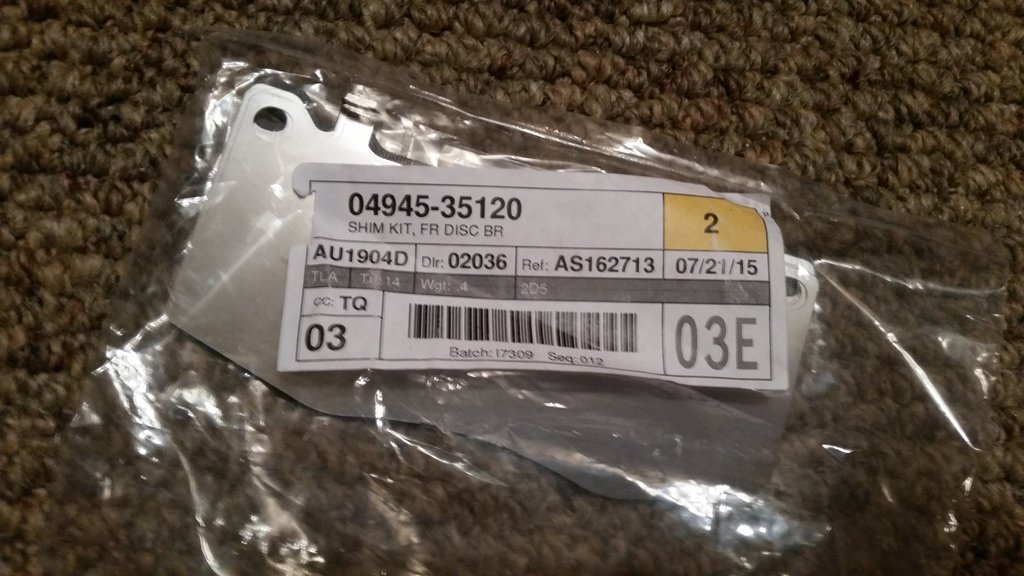 04945-35120 2
SHIM KIT, FR DISC BR
AU1904D Dlr: 02036 Ref: AS162713 07/21/15
TLA Wgt: .4 2D5
TQ
03 03E
Batch: I7309 Seq: 012